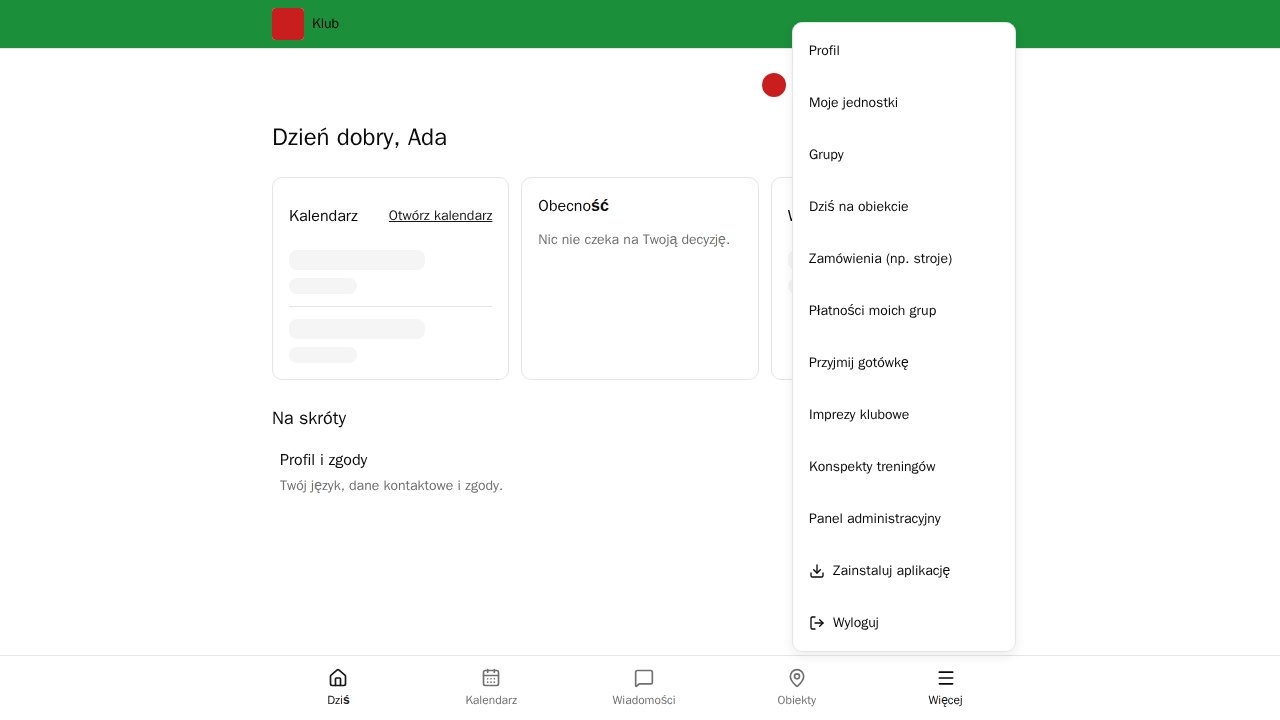 Klub
Dzień dobry, Ada
Kalendarz
Otwórz kalendarz
Obecność
Nic nie czeka na Twoją decyzję.
Na skróty
Profil i zgody
Twój język, dane kontaktowe i zgody.
Profil
Moje jednostki
Grupy
Dziś na obiekcie
Zamówienia (np. stroje)
Płatności moich grup
Przyjmij gotówkę
Imprezy klubowe
Konspekty treningów
Panel administracyjny
Zainstaluj aplikację
Wyloguj
Dziś
Kalendarz
Wiadomości
Obiekty
Więcej